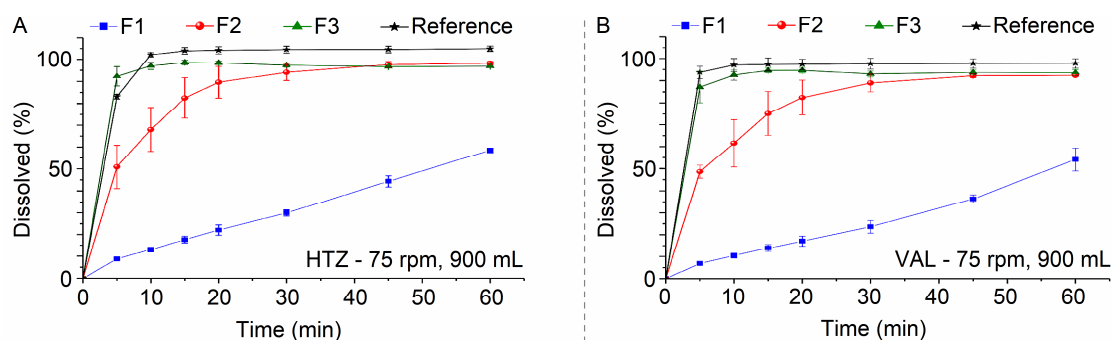 A
F1 F2 F3 Reference
100
50
0
Dissolved (%)
HTZ - 75 rpm, 900 mL
0 10 20 30 40 50 60
Time (min)
B
F1 F2 F3 Reference
100
50
0
Dissolved (%)
VAL - 75 rpm, 900 mL
0 10 20 30 40 50 60
Time (min)